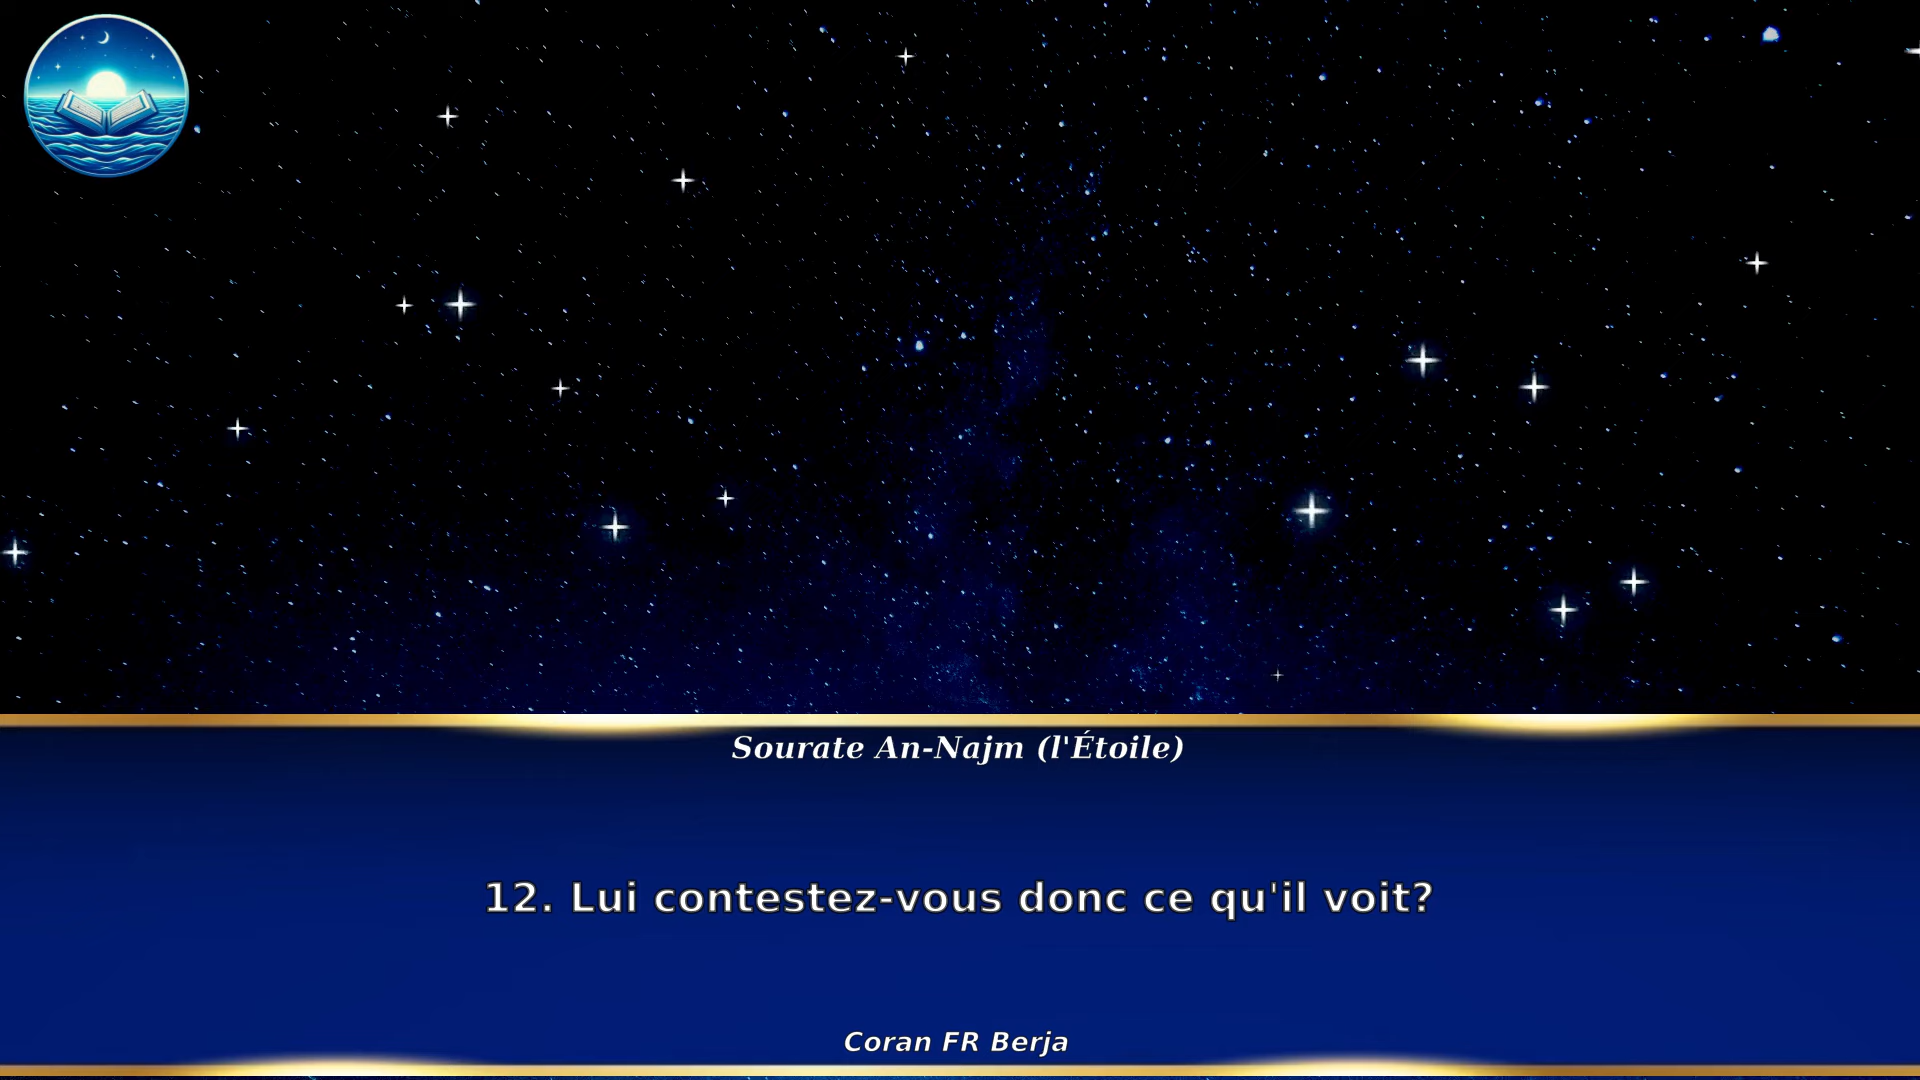 Sourate An-Najm (l'Étoile)
12. Lui contestez-vous donc ce qu'il voit?
Coran FR Berja